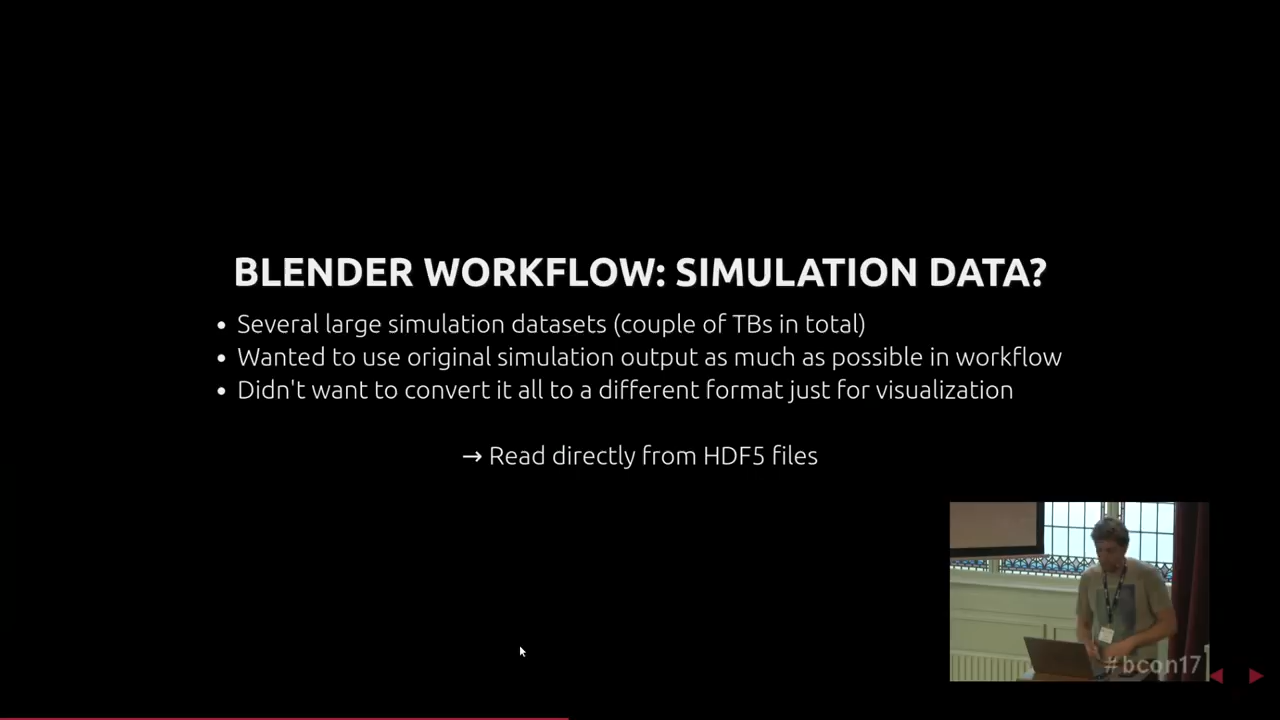 BLENDER WORKFLOW: SIMULATION DATA?
• Several large simulation datasets (couple of TBs in total)
• Wanted to use original simulation output as much as possible in workflow
• Didn't want to convert it all to a different format just for visualization
→ Read directly from HDF5 files
#bcon17